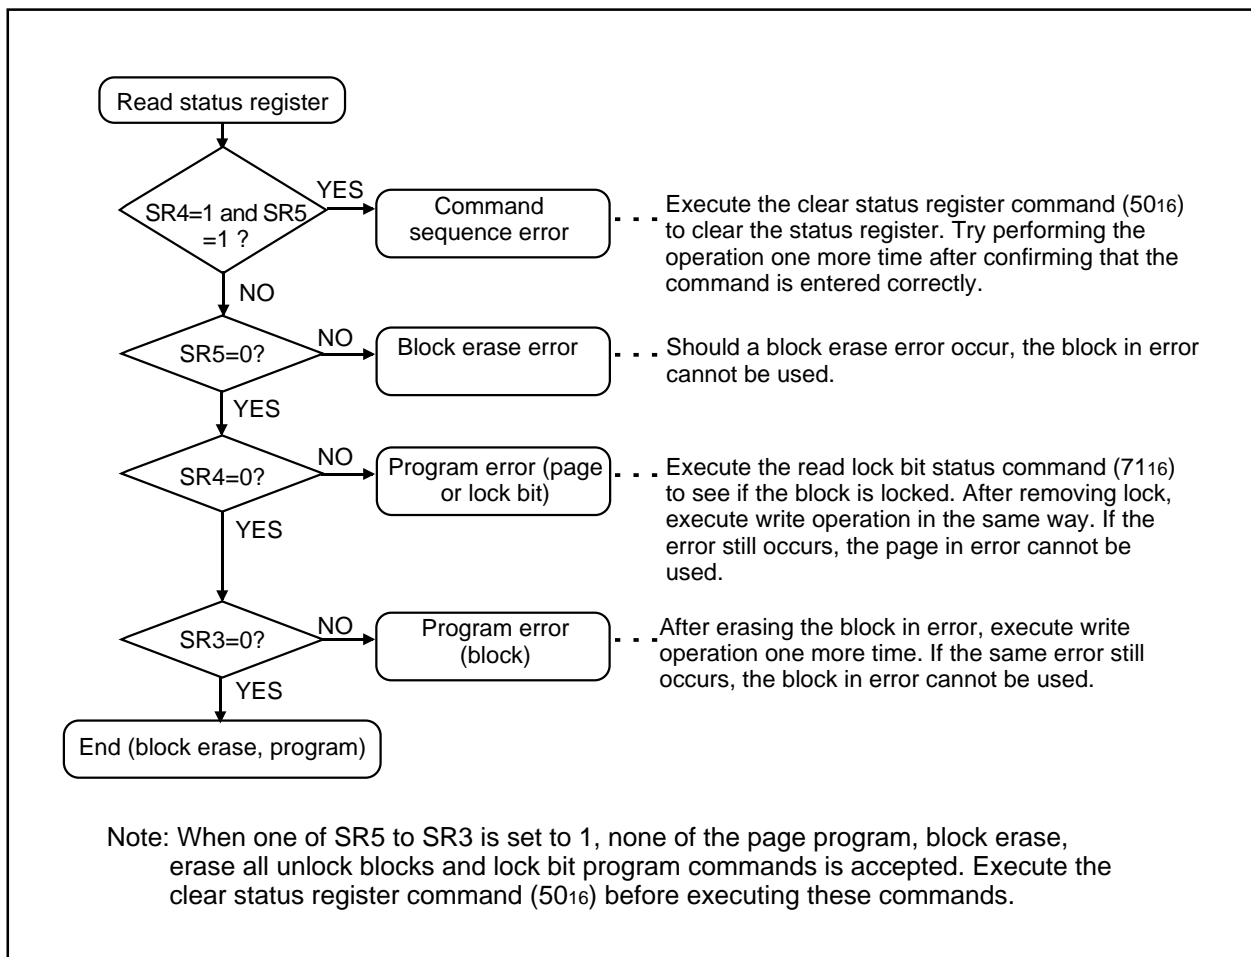 Read status register
SR4=1 and SR5
=1 ?
YES
Command
sequence error
Execute the clear status register command (5016)
to clear the status register. Try performing the
operation one more time after confirming that the
command is entered correctly.
NO
SR5=0?
NO
Block erase error
Should a block erase error occur, the block in error
cannot be used.
YES
SR4=0?
NO
Program error (page
or lock bit)
Execute the read lock bit status command (7116)
to see if the block is locked. After removing lock,
execute write operation in the same way. If the
error still occurs, the page in error cannot be
used.
YES
SR3=0?
NO
Program error
(block)
After erasing the block in error, execute write
operation one more time. If the same error still
occurs, the block in error cannot be used.
YES
End (block erase, program)
Note: When one of SR5 to SR3 is set to 1, none of the page program, block erase,
erase all unlock blocks and lock bit program commands is accepted. Execute the
clear status register command (5016) before executing these commands.